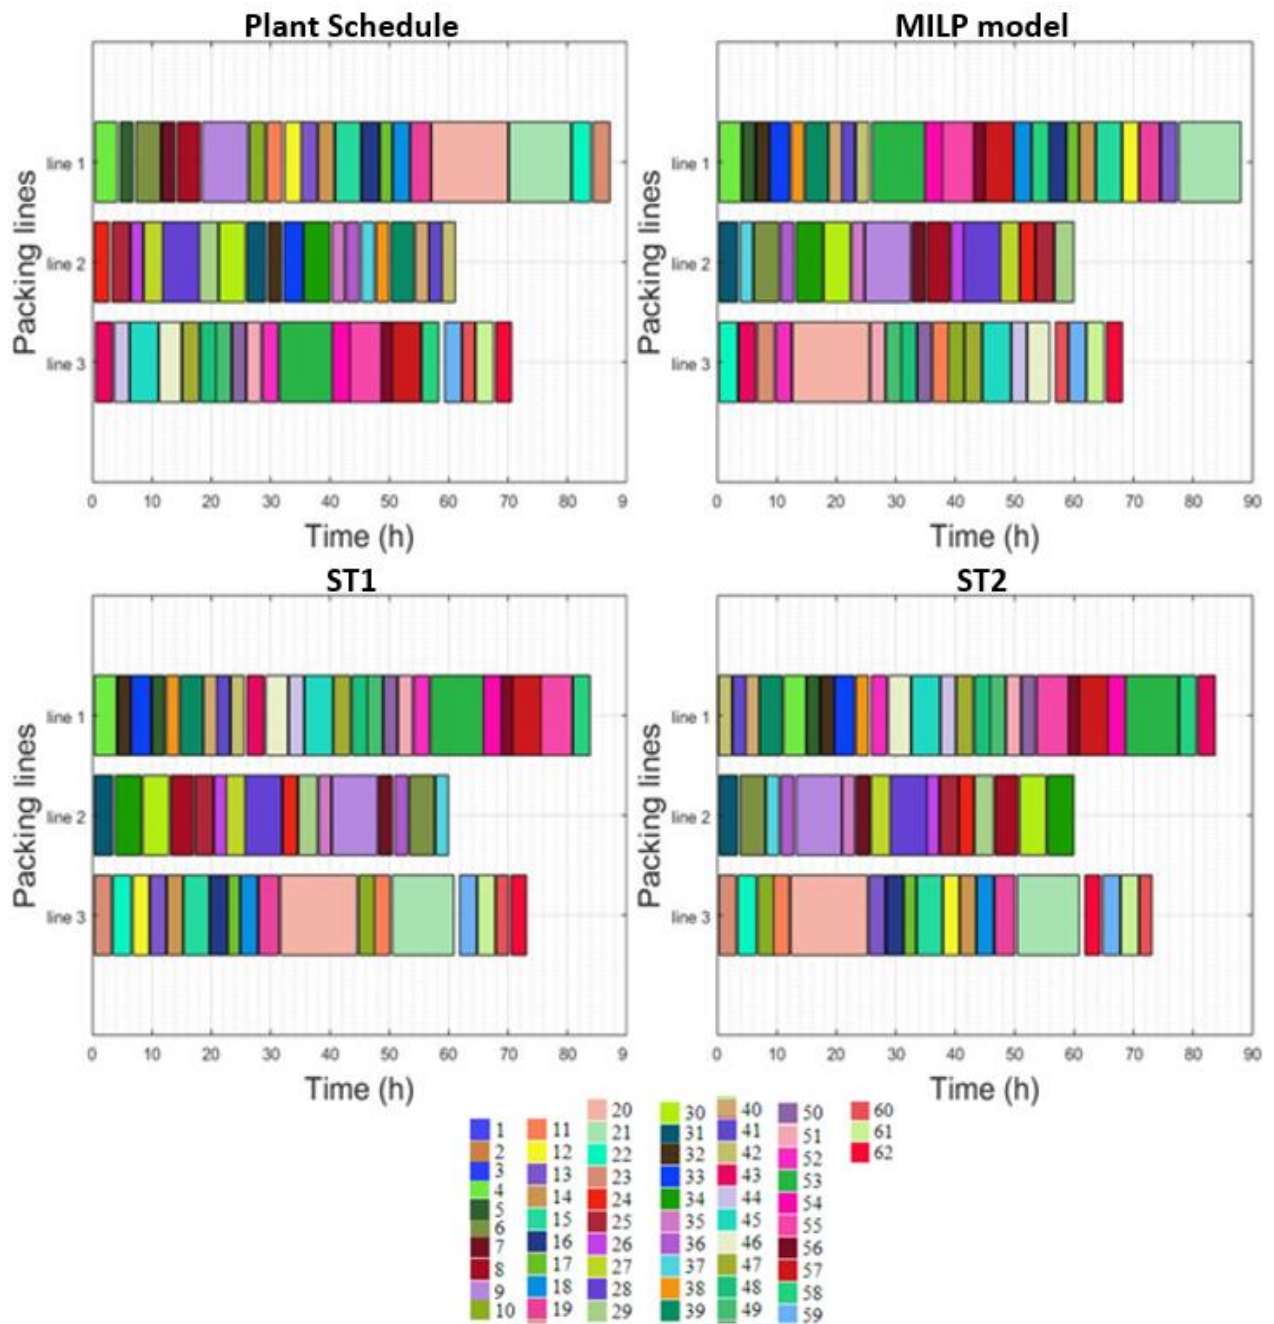 Plant Schedule
MILP model
Packing lines
line 1
line 2
line 3
0 10 20 30 40 50 60 70 80 9
Time (h)
Packing lines
line 1
line 2
line 3
0 10 20 30 40 50 60 70 80 90
Time (h)
ST1
ST2
Packing lines
line 1
line 2
line 3
0 10 20 30 40 50 60 70 80 9
Time (h)
Packing lines
line 1
line 2
line 3
0 10 20 30 40 50 60 70 80 90
Time (h)
1
2
3
4
5
6
7
8
9
10
11
12
13
14
15
16
17
18
19
20
21
22
23
24
25
26
27
28
29
30
31
32
33
34
35
36
37
38
39
40
41
42
43
44
45
46
47
48
49
50
51
52
53
54
55
56
57
58
59
60
61
62